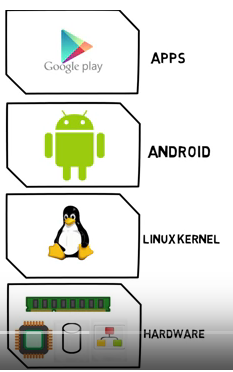 Google play
APPS
ANDROID
LINUX KERNEL
HARDWARE